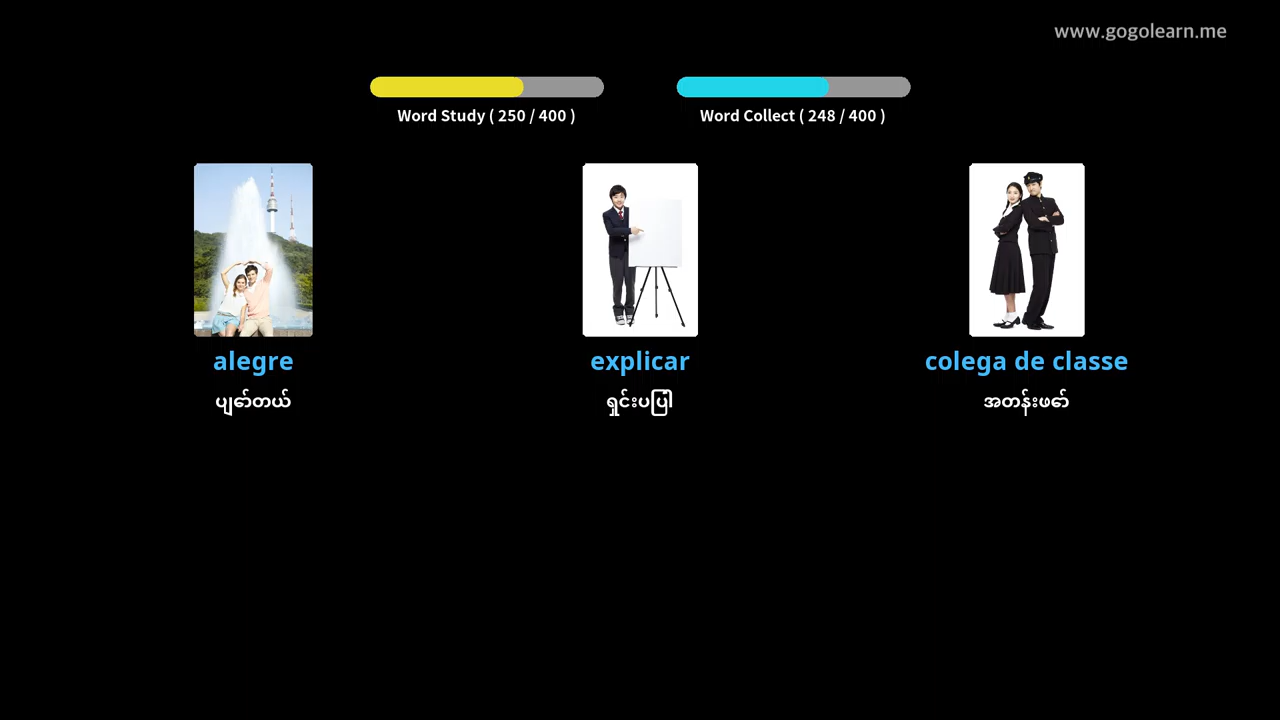 www.gogolearn.me
Word Study ( 250 / 400 )
Word Collect ( 248 / 400 )
alegre
explicar
colega de classe
ပျော်တယ်
ရှင်းပပြါ
အတန်းဖော်